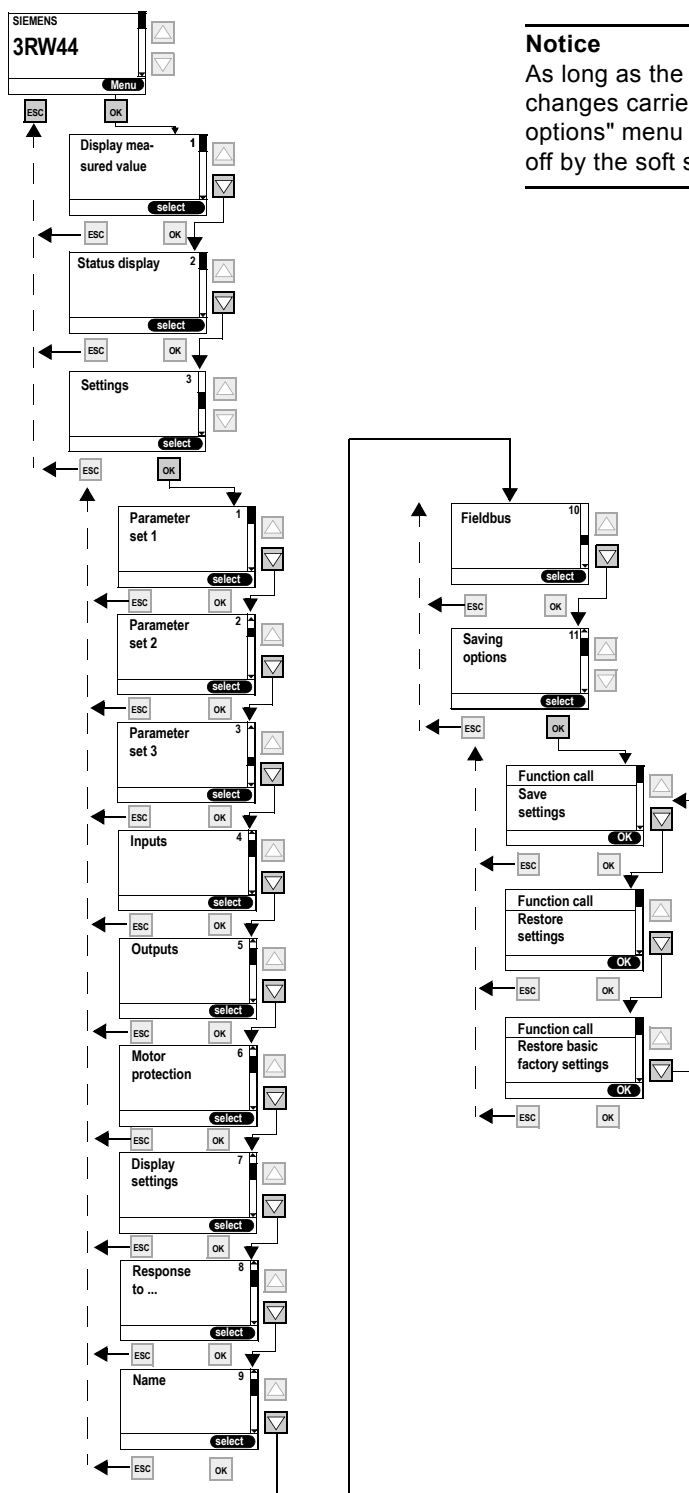 SIEMENS
3RW44
Menu
ESC
OK
Display mea-
sured value
1
select
ESC
OK
Status display
2
select
ESC
OK
Settings
3
select
ESC
OK
Parameter
set 1
1
select
ESC
OK
Parameter
set 2
2
select
ESC
OK
Parameter
set 3
3
select
ESC
OK
Inputs
4
select
ESC
OK
Outputs
5
select
ESC
OK
Motor
protection
6
select
ESC
OK
Display
settings
7
select
ESC
OK
Response
to ...
8
select
ESC
OK
Name
9
select
ESC
OK
Notice
As long as the
changes carrie
options" menu
off by the soft s
Fieldbus
10
select
ESC
OK
Saving
options
11
select
ESC
OK
Function call
Save
settings
OK
ESC
OK
Function call
Restore
settings
OK
ESC
OK
Function call
Restore basic
factory settings
OK
ESC
OK